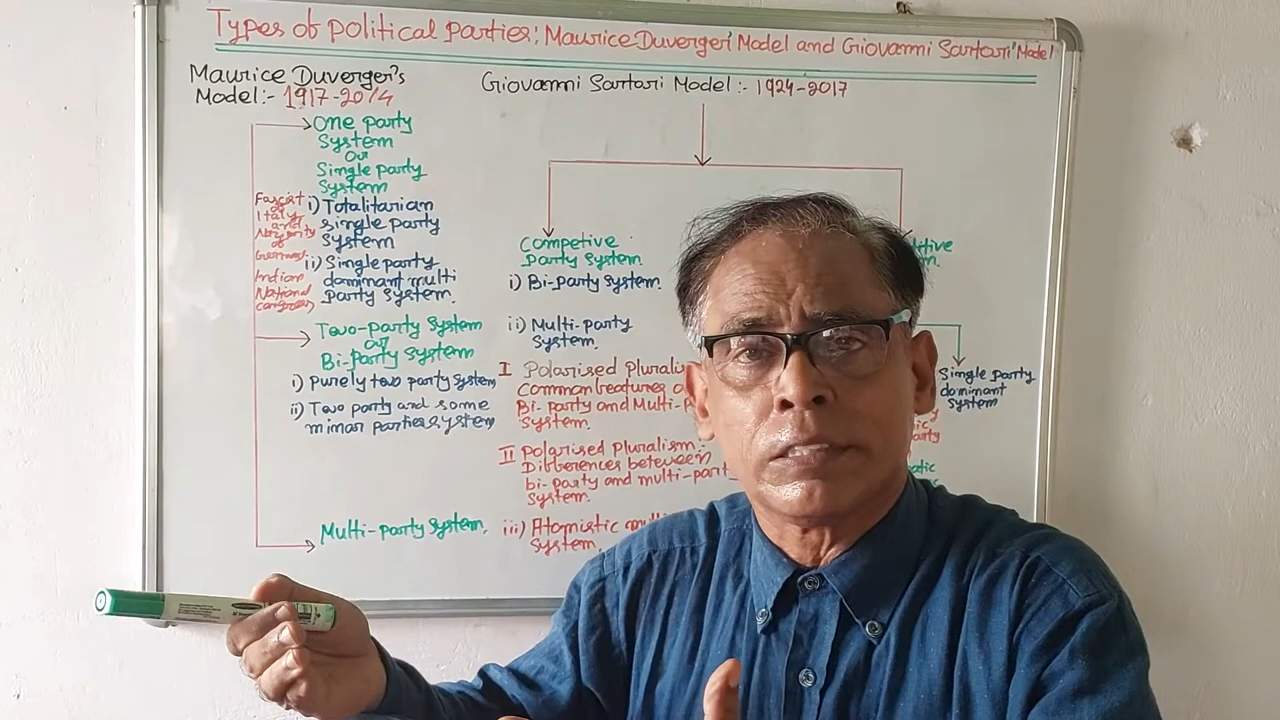 Types of political Parties: Maurice Duverger' Model and Giovanni Sartori' Model
Maurice Duverger's
Model:- 1917-2014
One party
System
or
Single party
System
Fascist
of
Italy
and
Nazi party
of
Germany
i) Totalitarian
single party
System
Indian
National
Congress
ii) Single party
dominant multi
party system.
Two-party System
or
Bi-party System
i) purely two party system
ii) Two party and some
minor parties system
Multi-party System.
Giovanni Sartori Model :- 1924-2017
Competive
Party System.
i) Bi-Party System.
ii) Multi-party
System.
I Polarised Plurali
Common features
Bi-party and Multi-P
System.
II Polarised Pluralism:
Differences between
bi-party and multi-part
System.
iii) Atomistic
System.
titive
Single party
dominant
System